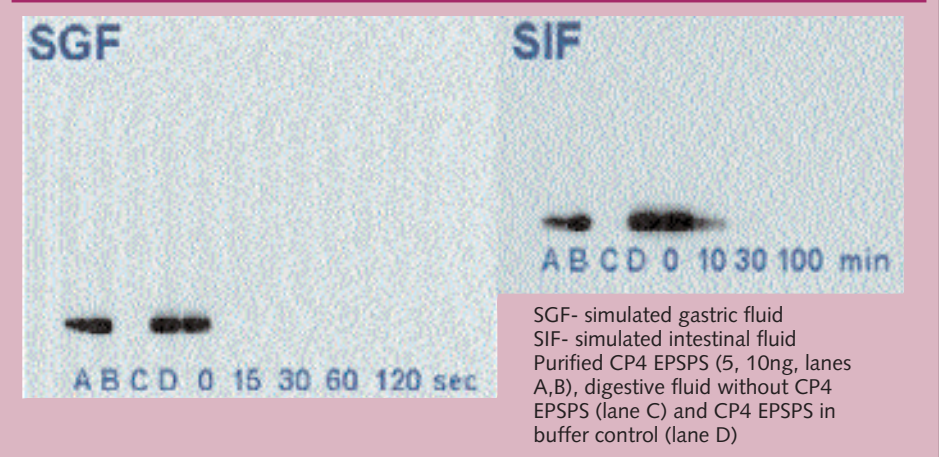 SGF
A B C D 0 15 30 60 120 sec
SIF
A B C D 0 10 30 100 min
SGF- simulated gastric fluid
SIF- simulated intestinal fluid
Purified CP4 EPSPS (5, 10ng, lanes
A,B), digestive fluid without CP4
EPSPS (lane C) and CP4 EPSPS in
buffer control (lane D)